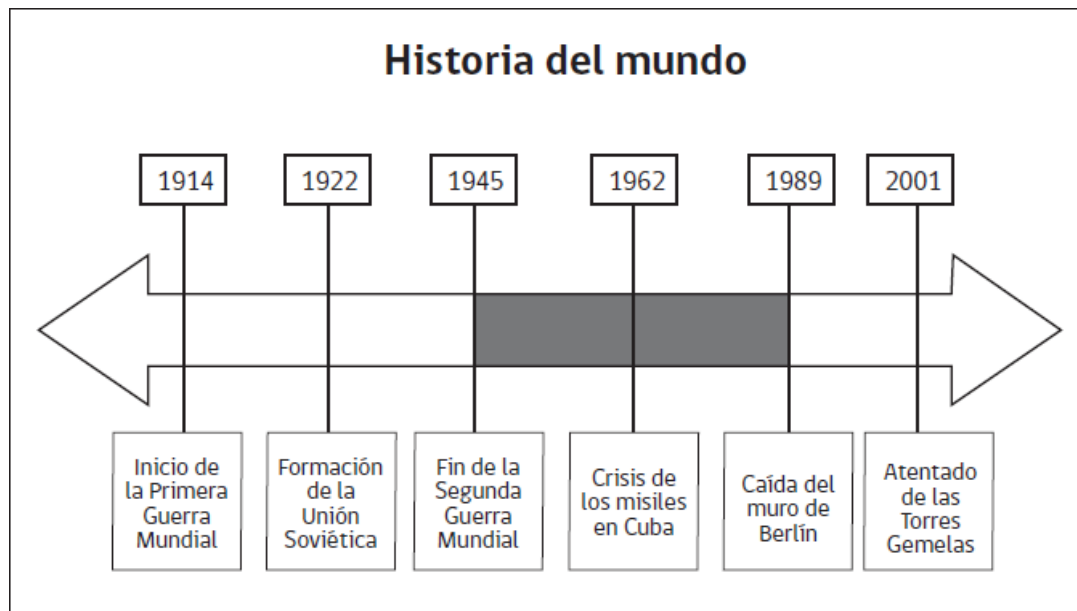 Historia del mundo
1914
1922
1945
1962
1989
2001
Inicio de
la Primera
Guerra
Mundial
Formación
de la
Unión
Soviética
Fin de la
Segunda
Guerra
Mundial
Crisis de
los misiles
en Cuba
Caída del
muro de
Berlín
Atentado
de las
Torres
Gemelas